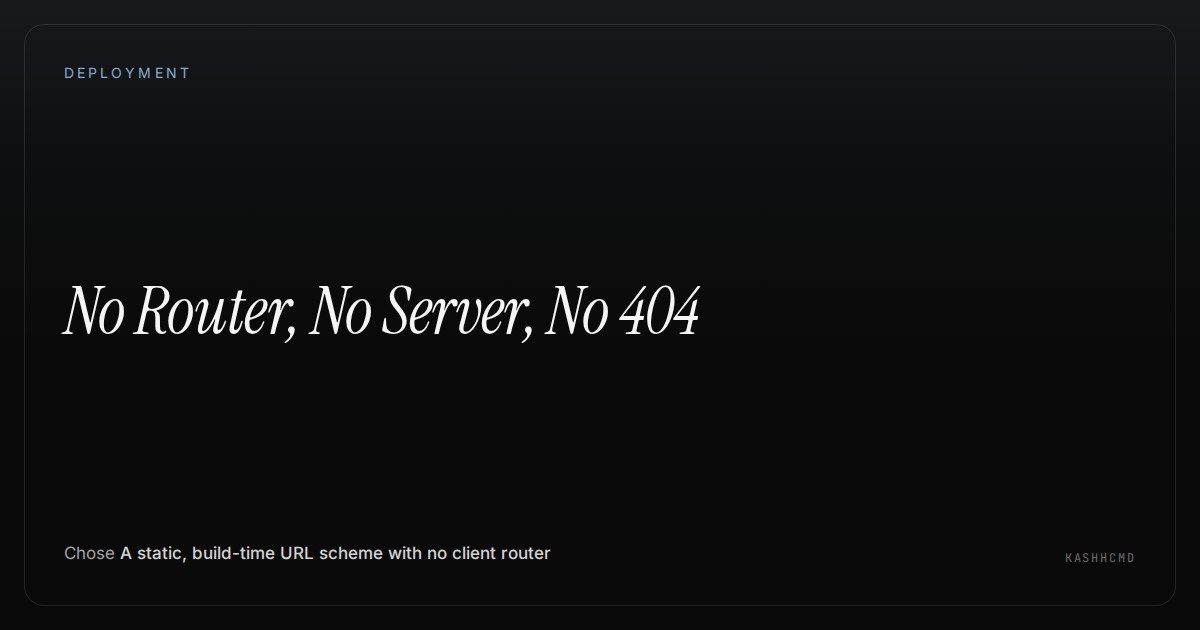 DEPLOYMENT
No Router, No Server, No 404
Chose A static, build-time URL scheme with no client router
KASHHCMD